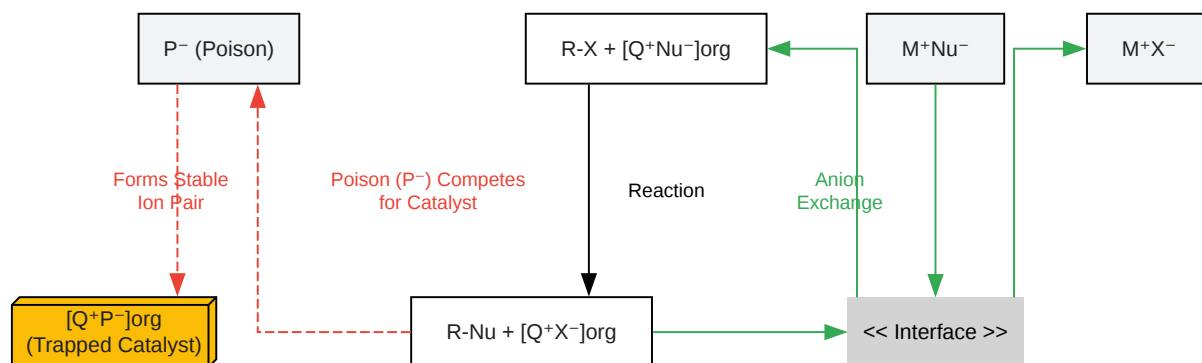 P⁻ (Poison)
R-X + [Q⁺Nu⁻]org
M⁺Nu⁻
M⁺X⁻
Forms Stable
Ion Pair
Poison (P⁻) Competes
for Catalyst
Reaction
Anion
Exchange
[Q⁺P⁻]org
(Trapped Catalyst)
R-Nu + [Q⁺X⁻]org
<< Interface >>